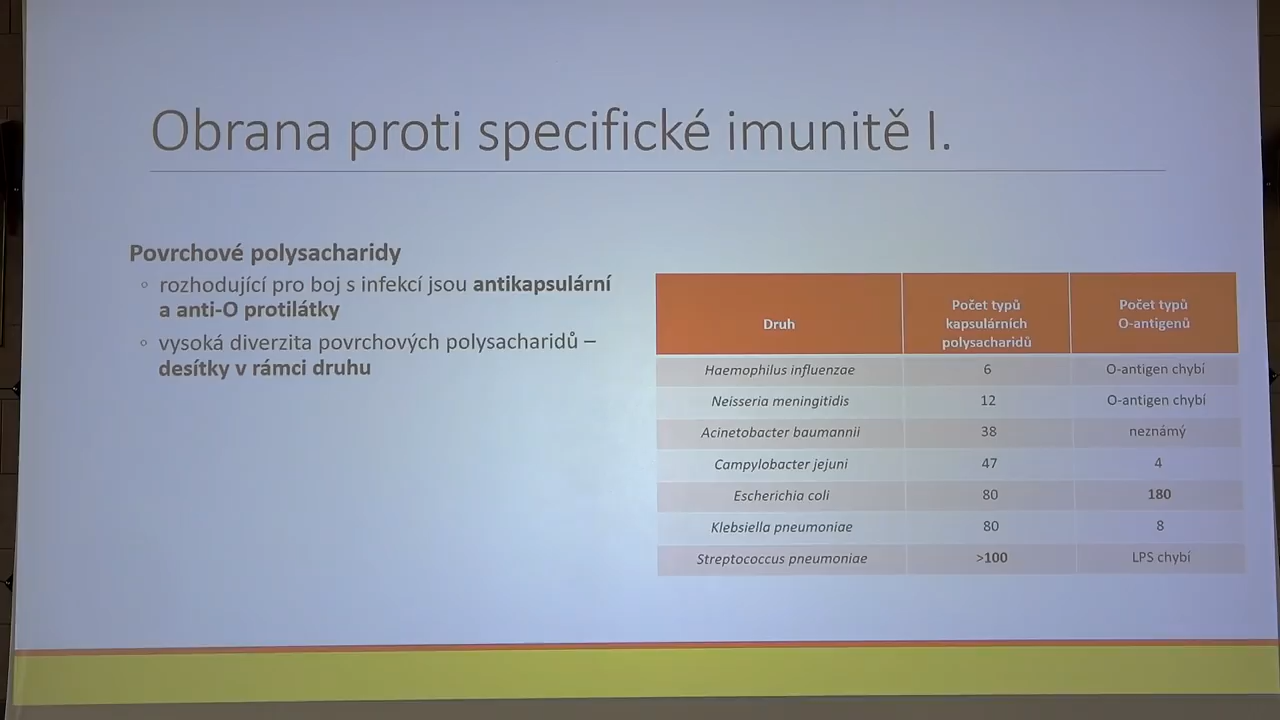 Obrana proti specifické imunitě I.
Povrchové polysacharidy
◦ rozhodující pro boj s infekcí jsou antikapsulární
a anti-O protilátky
◦ vysoká diverzita povrchových polysacharidů –
desítky v rámci druhu
Druh Počet typů kapsulárních polysacharidů Počet typů O-antigenů
Haemophilus influenzae 6 O-antigen chybí
Neisseria meningitidis 12 O-antigen chybí
Acinetobacter baumannii 38 neznámý
Campylobacter jejuni 47 4
Escherichia coli 80 180
Klebsiella pneumoniae 80 8
Streptococcus pneumoniae >100 LPS chybí